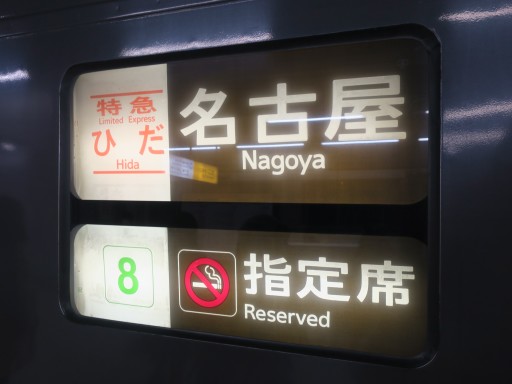 特急
Limited Express
ひだ
Hida
名古屋
Nagoya
8
指定席
Reserved